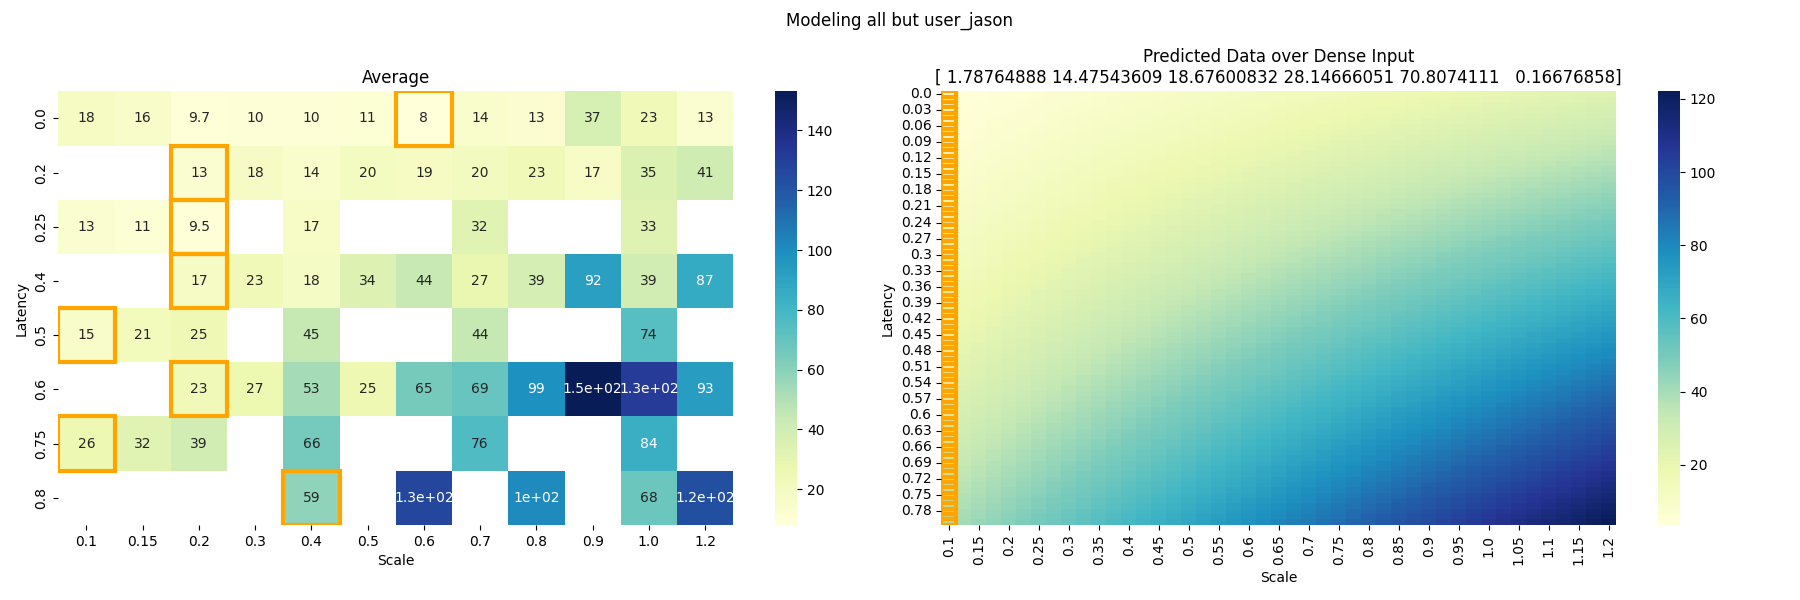 Modeling all but user_jason
Average
0.0 18 16 9.7 10 10 11 8 14 13 37 23 13
0.2 13 18 14 20 19 20 23 17 35 41
0.25 13 11 9.5 17 32 33
0.4 17 23 18 34 44 27 39 92 39 87
0.5 15 21 25 45 44 74
0.6 23 27 53 25 65 69 99 1.5e+02 1.3e+02 93
0.75 26 32 39 66 76 84
0.8 59 1.3e+02 1e+02 68 1.2e+02
0.1 0.15 0.2 0.3 0.4 0.5 0.6 0.7 0.8 0.9 1.0 1.2
Scale
Latency
140
120
100
80
60
40
20
Predicted Data over Dense Input
[ 1.78764888 14.47543609 18.67600832 28.14666051 70.8074111 0.16676858]
0.0
0.03
0.06
0.09
0.12
0.15
0.18
0.21
0.24
0.27
0.3
0.33
0.36
0.39
0.42
0.45
0.48
0.51
0.54
0.57
0.6
0.63
0.66
0.69
0.72
0.75
0.78
Latency
0.1 0.15 0.2 0.25 0.3 0.35 0.4 0.45 0.5 0.55 0.6 0.65 0.7 0.75 0.8 0.85 0.9 0.95 1.0 1.05 1.1 1.15 1.2
Scale
120
100
80
60
40
20